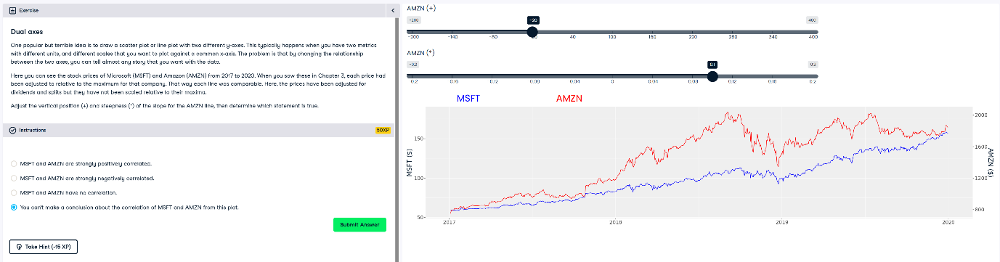 Exercise
Dual axes
One popular but terrible idea is to draw a scatter plot or line plot with two different y-axes. This typically happens when you have two metrics
with different units, and different scales that you want to plot against a common x-axis. The problem is that by changing the relationship
between the two axes, you can tell almost any story that you want with the data.
Here you can see the stock prices of Microsoft (MSFT) and Amazon (AMZN) from 2017 to 2020. When you saw these in Chapter 3, each price had
been adjusted to relative to the maximum for that company. That way each line was comparable. Here, the prices have been adjusted for
dividends and splits but they have not been scaled relative to their maxima.
Adjust the vertical position (+) and steepness (*) of the slope for the AMZN line, then determine which statement is true.
Instructions
50XP
MSFT and AMZN are strongly positively correlated.
MSFT and AMZN are strongly negatively correlated.
MSFT and AMZN have no correlation.
You can't make a conclusion about the correlation of MSFT and AMZN from this plot.
Submit Answer
Take Hint (-15 XP)
AMZN (+)
-200 -20 400
-200 -140 -80 -20 40 100 160 220 280 340 400
AMZN (*)
-0.2 0.1 0.2
0.2 0.16 0.12 0.08 0.04 0 0.04 0.08 0.12 0.16 0.2
MSFT AMZN
150
100
50
MSFT ($)
2000
1600
1200
800
AMZN ($)
2017 2018 2019 2020